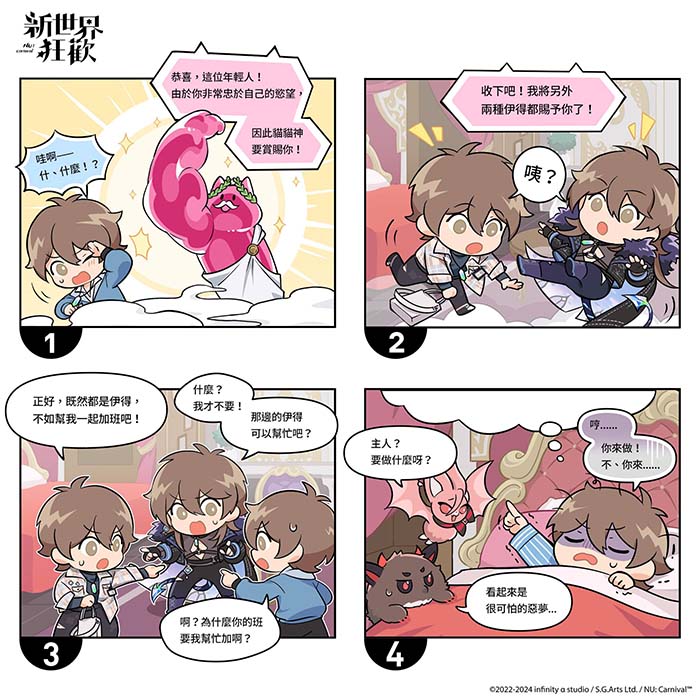 新世界
狂歡
NU:
carnival
恭喜，這位年輕人！
由於你非常忠於自己的慾望，
因此貓貓神
要賞賜你！
哇啊——
什、什麼！？
1
收下吧！我將另外
兩種伊得都賜予你了！
咦？
2
正好，既然都是伊得，
不如幫我一起加班吧！
什麼？
我才不要！
那邊的伊得
可以幫忙吧？
啊？為什麼你的班
要我幫忙加啊？
3
主人？
要做什麼呀？
哼……
你來做！
不、你來……
看起來是
很可怕的惡夢…
4
©2022-2024 infinity α studio / S.G.Arts Ltd. / NU: Carnival™